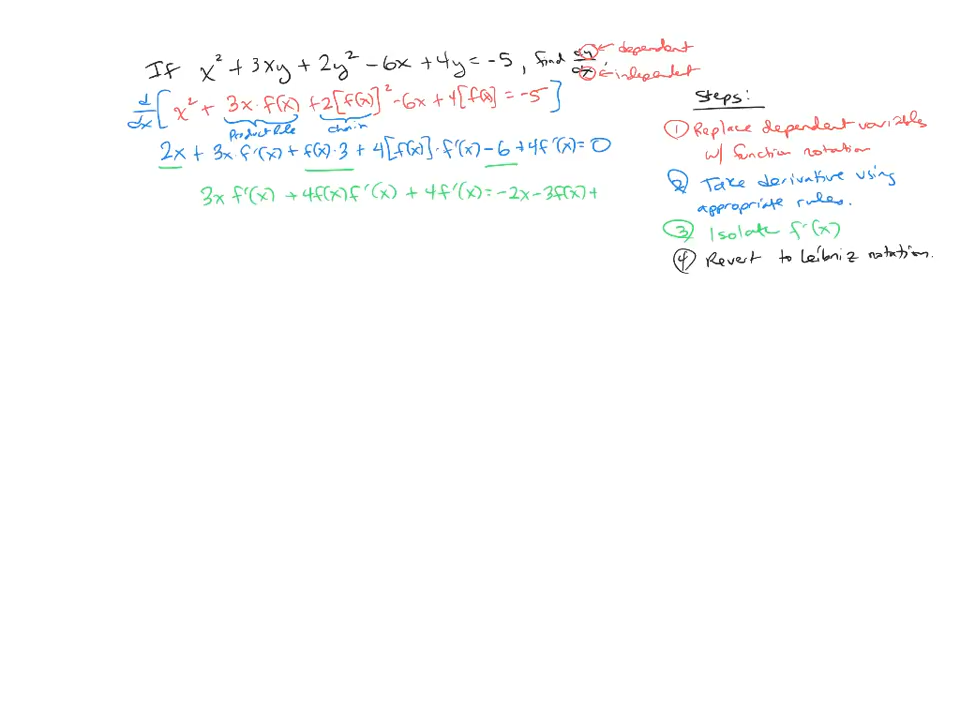 If x² + 3xy + 2y² - 6x + 4y = -5, find dy/dx.
← dependent
← independent
d/dx [x² + 3x·f(x) + 2[f(x)]² - 6x + 4[f(x)] = -5]
Product Rule
chain
2x + 3x·f'(x) + f(x)·3 + 4[f(x)]·f'(x) - 6 + 4f'(x) = 0
3x f'(x) + 4f(x)f'(x) + 4f'(x) = -2x - 3f(x) +
Steps:
① Replace dependent variables
w/ function notation
② Take derivative using
appropriate rules.
③ Isolate f'(x)
④ Revert to Leibniz notation.